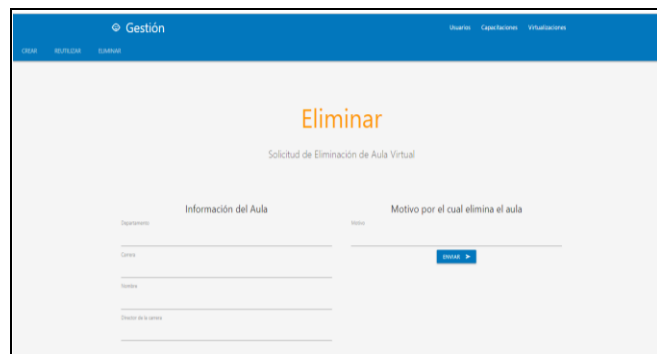 Gestión
Usuarios Capacitaciones Virtualizaciones
CREAR REUTILIZAR ELIMINAR
Eliminar
Solicitud de Eliminación de Aula Virtual
Información del Aula
Departamento
Carrera
Nombre
Director de la carrera
Motivo por el cual elimina el aula
Motivo
ENVIAR